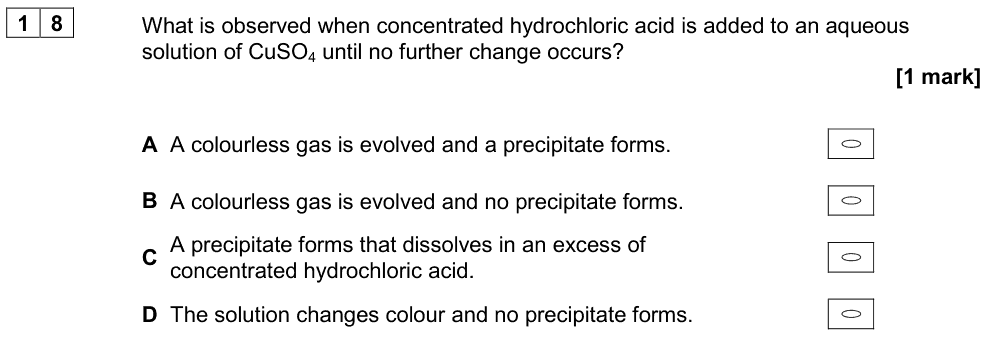 1 8
What is observed when concentrated hydrochloric acid is added to an aqueous
solution of CuSO₄ until no further change occurs?
[1 mark]
A A colourless gas is evolved and a precipitate forms.
B A colourless gas is evolved and no precipitate forms.
C A precipitate forms that dissolves in an excess of
concentrated hydrochloric acid.
D The solution changes colour and no precipitate forms.